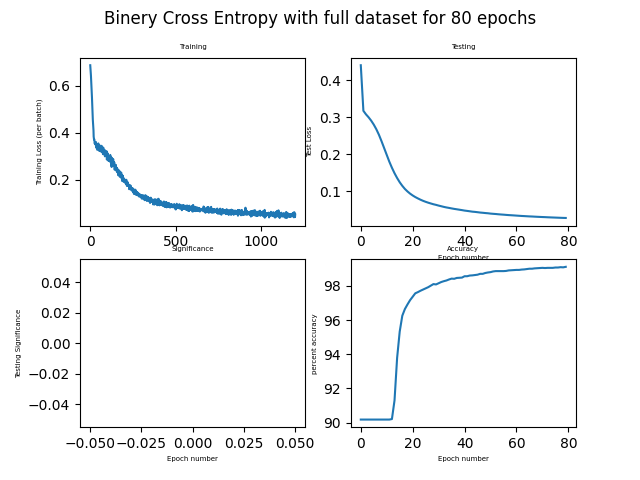 Binery Cross Entropy with full dataset for 80 epochs
Training
Testing
Training Loss (per batch)
0.6
0.4
0.2
0
500
1000
Test Loss
0.4
0.3
0.2
0.1
0
20
40
60
80
Epoch number
Significance
Accuracy
Testing Significance
0.04
0.02
0.00
−0.02
−0.04
−0.050
−0.025
0.000
0.025
0.050
Epoch number
percent accuracy
98
96
94
92
90
0
20
40
60
80
Epoch number